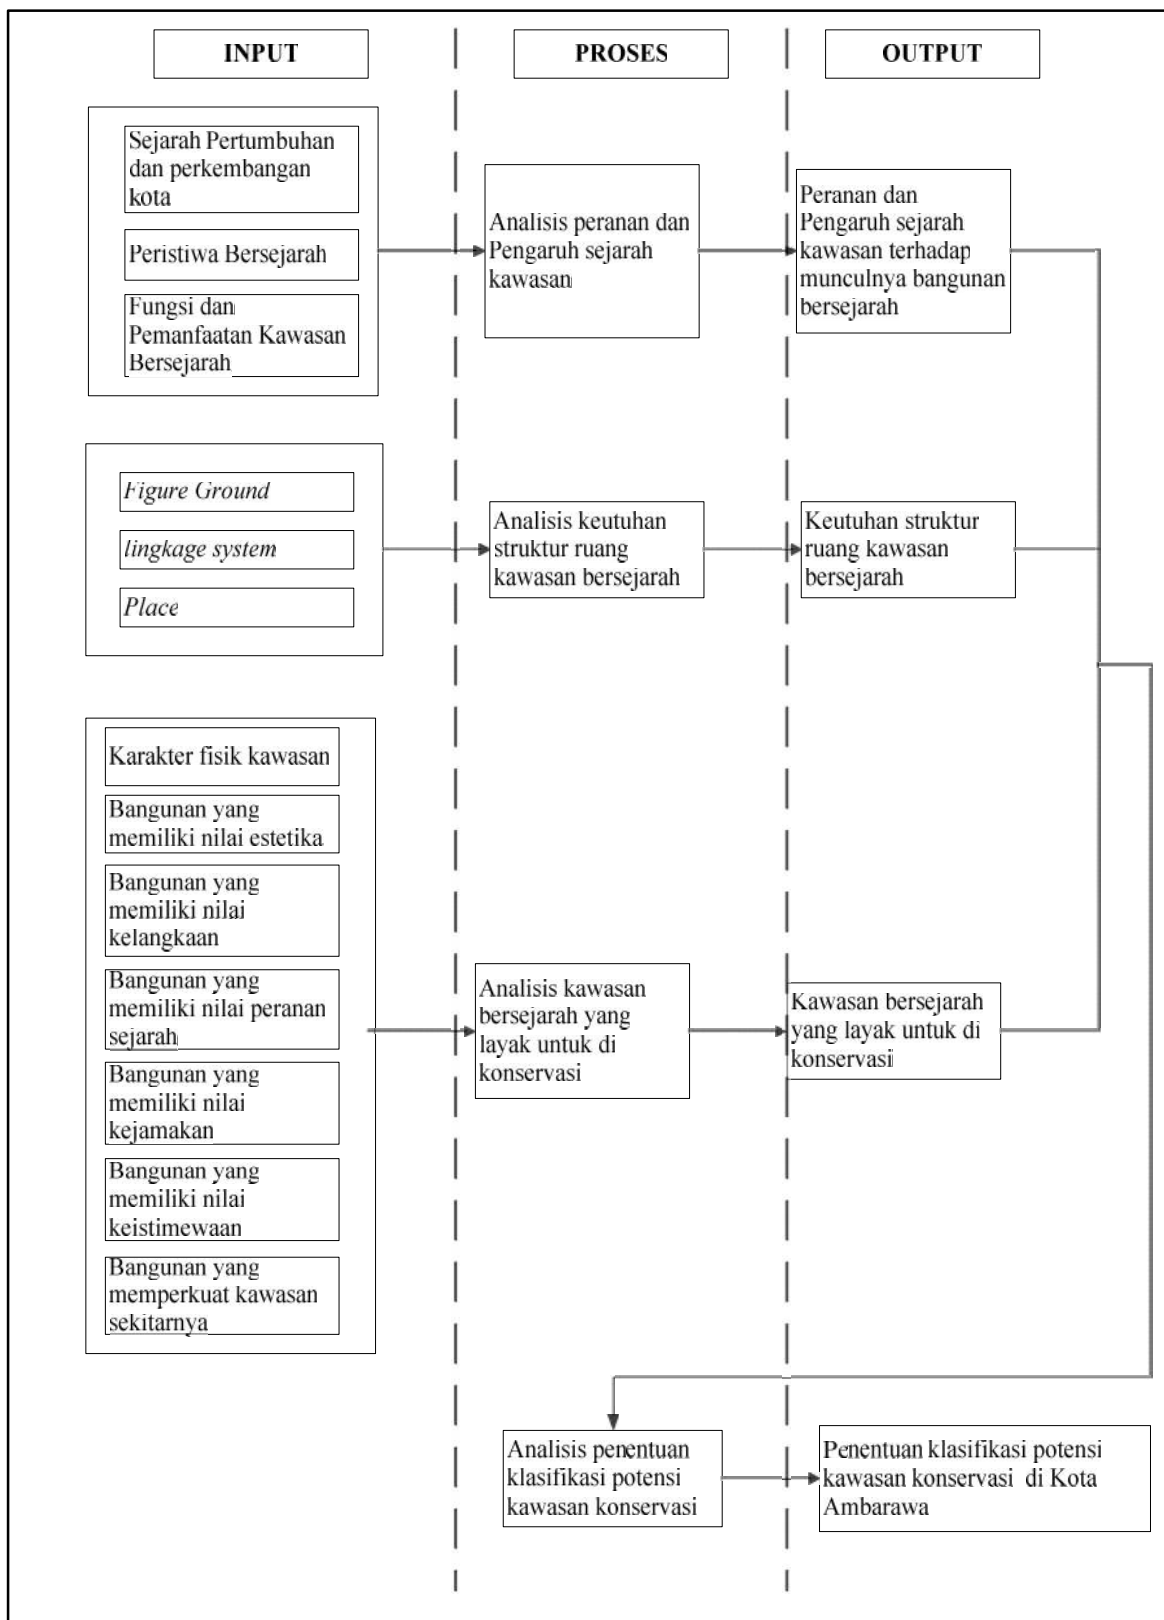 INPUT
PROSES
OUTPUT
Sejarah Pertumbuhan
dan perkembangan
kota
Peristiwa Bersejarah
Fungsi dan
Pemanfaatan Kawasan
Bersejarah
Analisis peranan dan
Pengaruh sejarah
kawasan
Peranan dan
Pengaruh sejarah
kawasan terhadap
munculnya bangunan
bersejarah
Figure Ground
lingkage system
Place
Analisis keutuhan
struktur ruang
kawasan bersejarah
Keutuhan struktur
ruang kawasan
bersejarah
Karakter fisik kawasan
Bangunan yang
memiliki nilai estetika
Bangunan yang
memiliki nilai
kelangkaan
Bangunan yang
memiliki nilai peranan
sejarah
Bangunan yang
memiliki nilai
kejamakan
Bangunan yang
memiliki nilai
keistimewaan
Bangunan yang
memperkuat kawasan
sekitarnya
Analisis kawasan
bersejarah yang
layak untuk di
konservasi
Kawasan bersejarah
yang layak untuk di
konservasi
Analisis penentuan
klasifikasi potensi
kawasan konservasi
Penentuan klasifikasi potensi
kawasan konservasi di Kota
Ambarawa